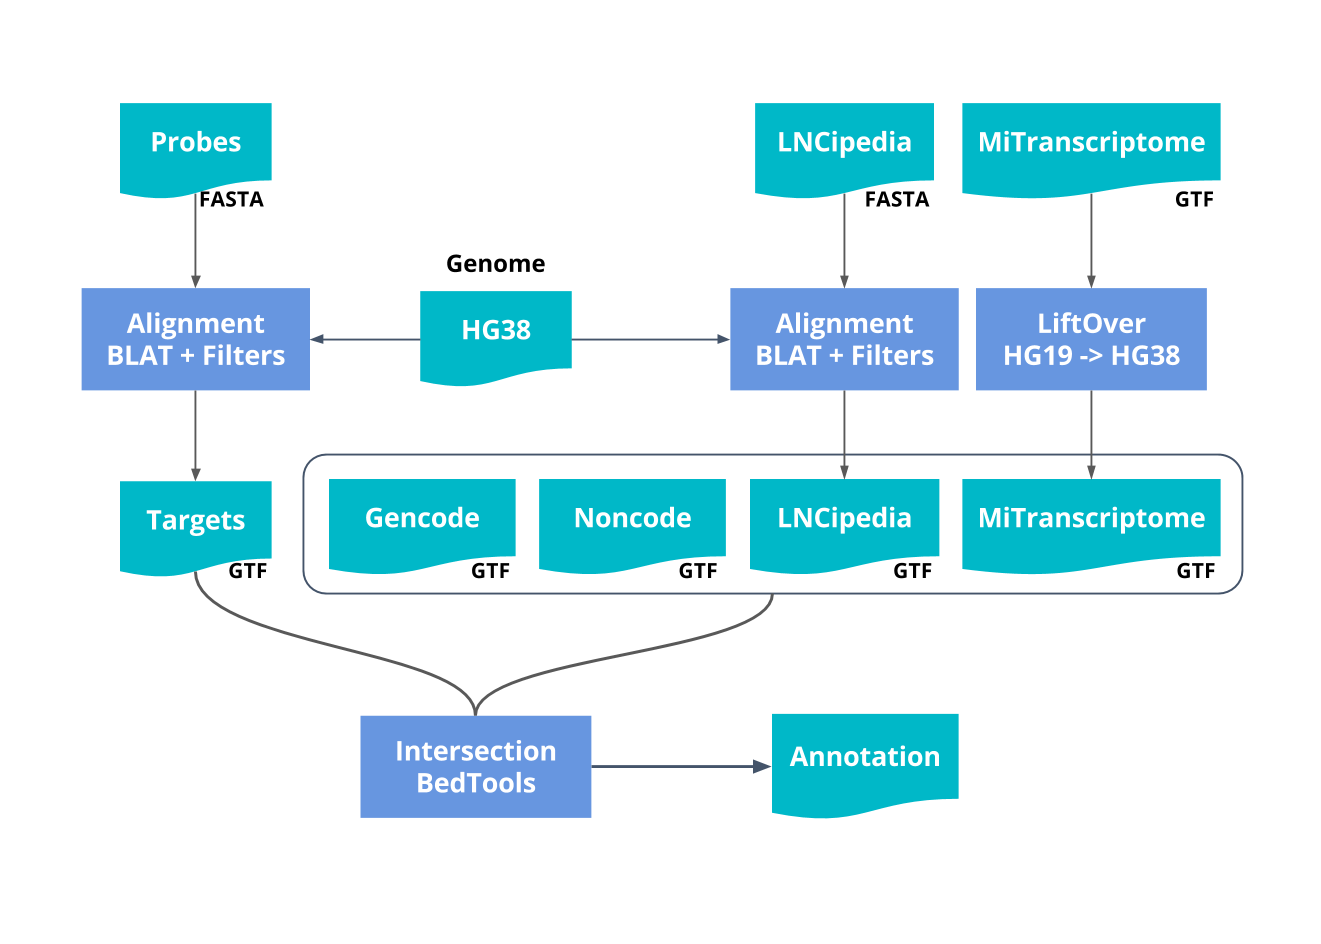 Probes
FASTA
LNCipedia
FASTA
MiTranscriptome
GTF
Genome
HG38
Alignment
BLAT + Filters
Alignment
BLAT + Filters
LiftOver
HG19 -> HG38
Targets
GTF
Gencode
GTF
Noncode
GTF
LNCipedia
GTF
MiTranscriptome
GTF
Intersection
BedTools
Annotation